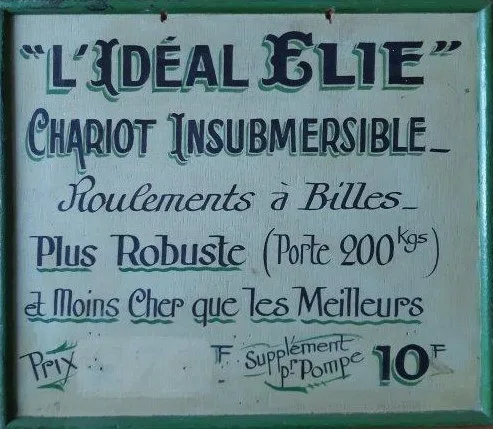 "L'IDÉAL ELIE"
CHARIOT INSUBMERSIBLE_
Roulements à Billes_
Plus Robuste (Porte 200 kgs)
et Moins Cher que les Meilleurs
Prix F Supplément pr Pompe 10F